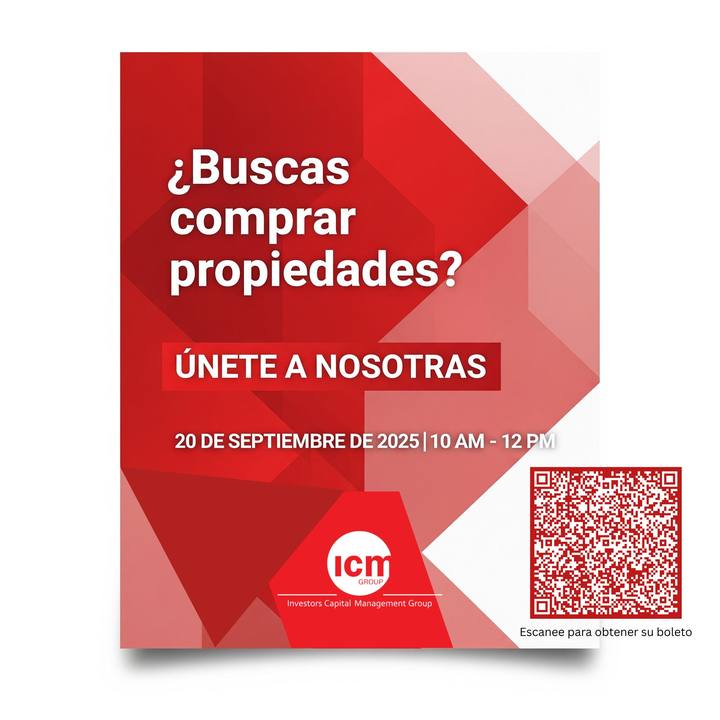 ¿Buscas
comprar
propiedades?
ÚNETE A NOSOTRAS
20 DE SEPTIEMBRE DE 2025|10 AM - 12 PM
ıcm
GROUP
Investors Capital Management Group
Escanee para obtener su boleto